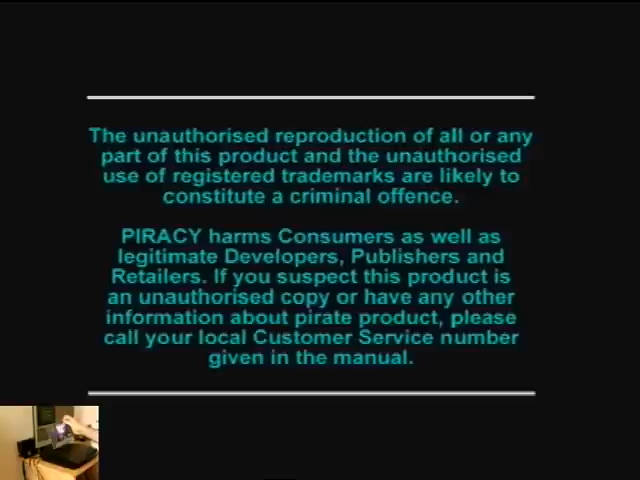 The unauthorised reproduction of all or any
part of this product and the unauthorised
use of registered trademarks are likely to
constitute a criminal offence.
PIRACY harms Consumers as well as
legitimate Developers, Publishers and
Retailers. If you suspect this product is
an unauthorised copy or have any other
information about pirate product, please
call your local Customer Service number
given in the manual.